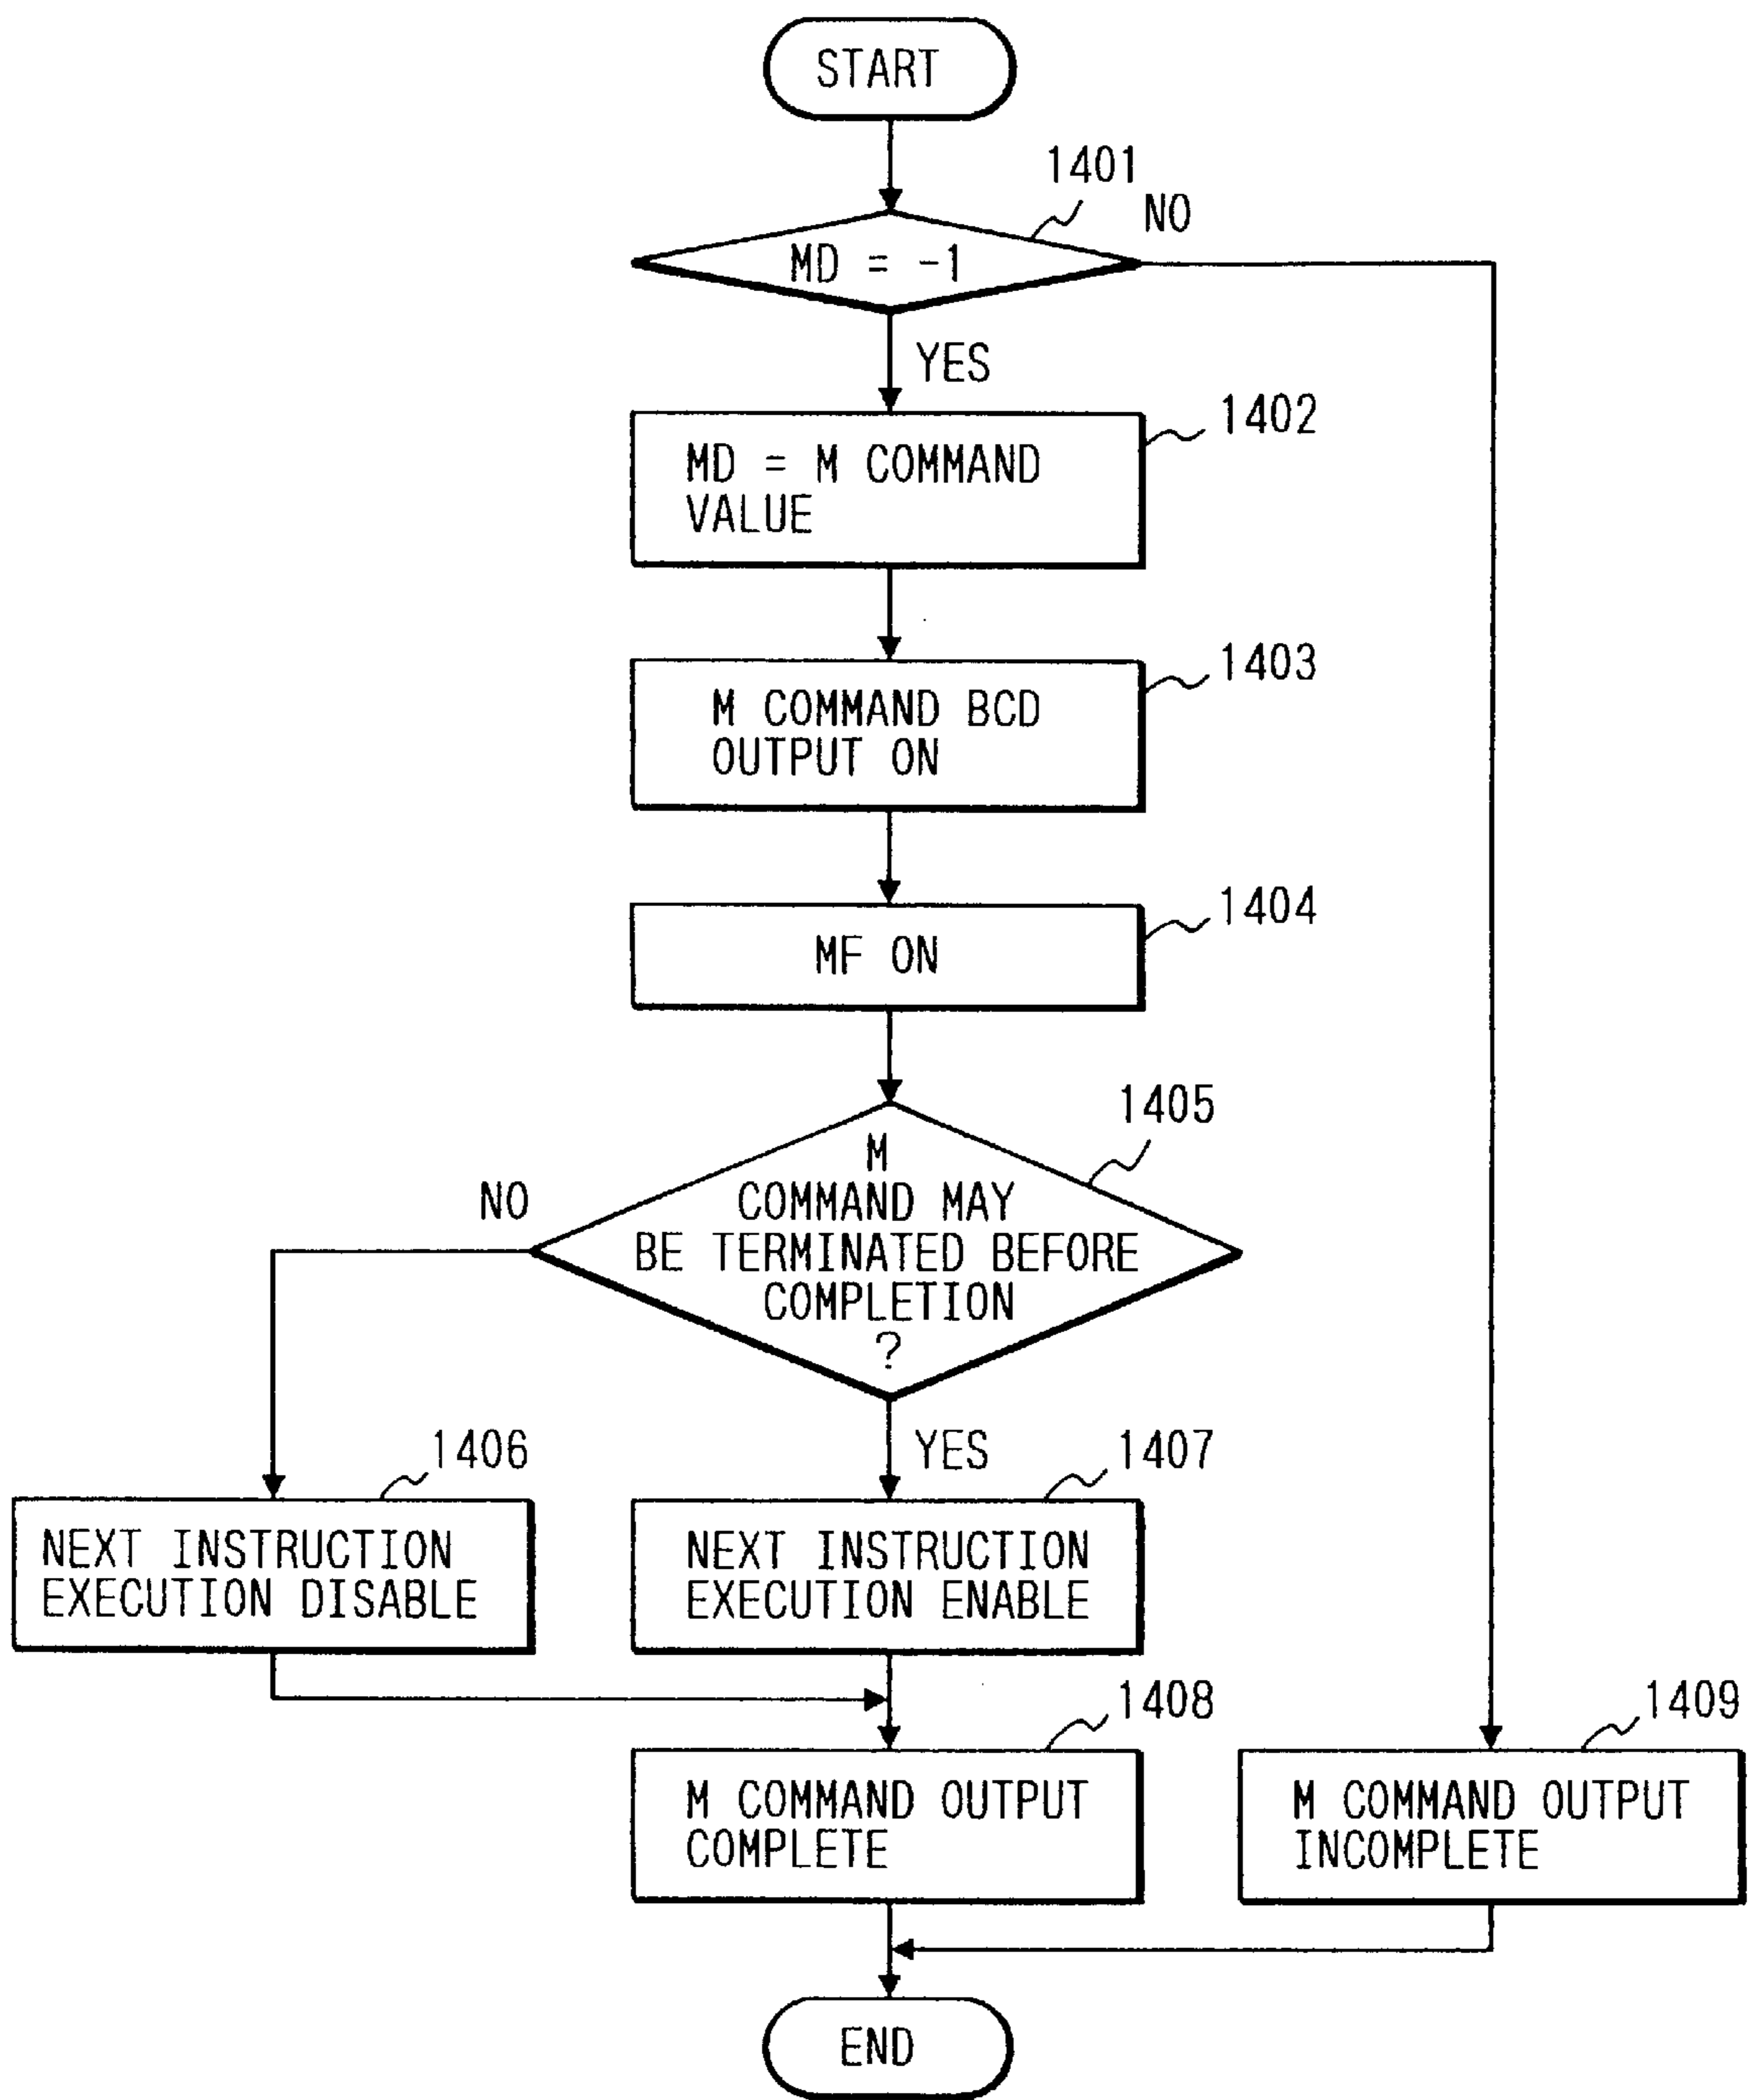 START
1401
NO
MD = -1
YES
1402
MD = M COMMAND
VALUE
1403
M COMMAND BCD
OUTPUT ON
1404
MF ON
1405
M
COMMAND MAY
BE TERMINATED BEFORE
COMPLETION
?
NO
YES
1406
NEXT INSTRUCTION
EXECUTION DISABLE
1407
NEXT INSTRUCTION
EXECUTION ENABLE
1408
M COMMAND OUTPUT
COMPLETE
1409
M COMMAND OUTPUT
INCOMPLETE
END